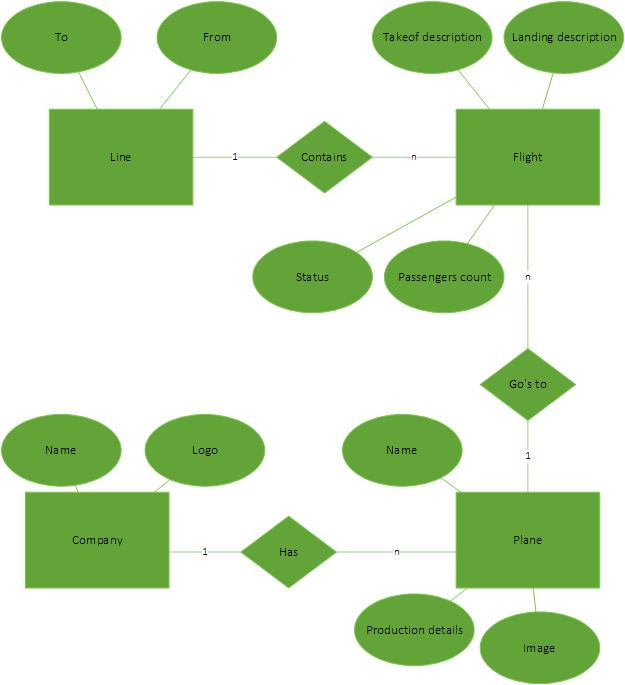 To
From
Takeof description
Landing description
Line
1
Contains
n
Flight
Status
Passengers count
n
Go's to
1
Name
Logo
Name
Company
1
Has
n
Plane
Production details
Image